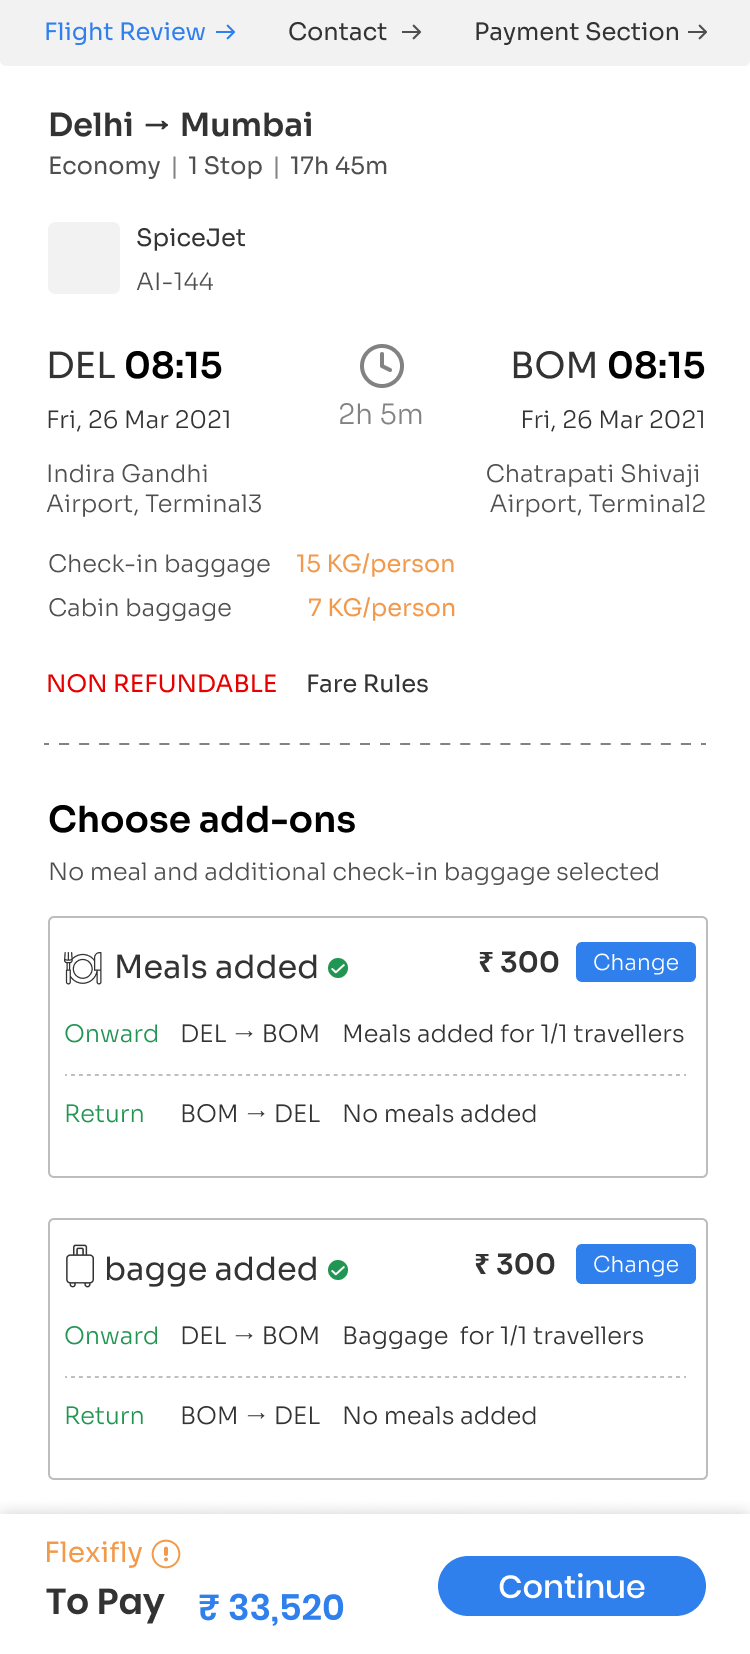 Flight Review → Contact → Payment Section →
Delhi → Mumbai
Economy | 1 Stop | 17h 45m
SpiceJet
AI-144
DEL 08:15
2h 5m
BOM 08:15
Fri, 26 Mar 2021
Fri, 26 Mar 2021
Indira Gandhi
Airport, Terminal3
Chatrapati Shivaji
Airport, Terminal2
Check-in baggage 15 KG/person
Cabin baggage 7 KG/person
NON REFUNDABLE Fare Rules
Choose add-ons
No meal and additional check-in baggage selected
Meals added ₹ 300 Change
Onward DEL → BOM Meals added for 1/1 travellers
Return BOM → DEL No meals added
bagge added ₹ 300 Change
Onward DEL → BOM Baggage for 1/1 travellers
Return BOM → DEL No meals added
Flexifly
To Pay ₹ 33,520
Continue